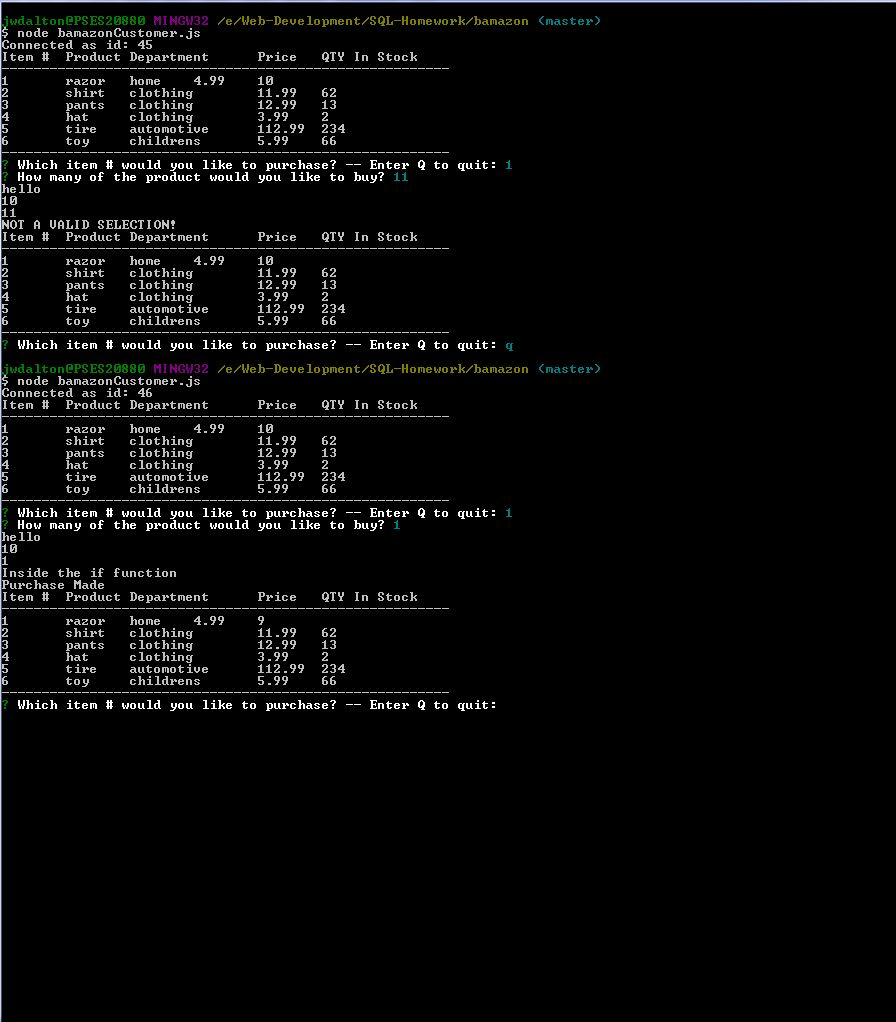 jwdalton@PSES20880 MINGW32 /e/Web-Development/SQL-Homework/bamazon (master)
$ node bamazonCustomer.js
Connected as id: 45
Item #  Product Department      Price   QTY In Stock
--------------------------------------------------------
1       razor   home    4.99    10
2       shirt   clothing        11.99   62
3       pants   clothing        12.99   13
4       hat     clothing        3.99    2
5       tire    automotive      112.99  234
6       toy     childrens       5.99    66
--------------------------------------------------------
? Which item # would you like to purchase? -- Enter Q to quit: 1
? How many of the product would you like to buy? 11
hello
10
11
NOT A VALID SELECTION!
Item #  Product Department      Price   QTY In Stock
--------------------------------------------------------
1       razor   home    4.99    10
2       shirt   clothing        11.99   62
3       pants   clothing        12.99   13
4       hat     clothing        3.99    2
5       tire    automotive      112.99  234
6       toy     childrens       5.99    66
--------------------------------------------------------
? Which item # would you like to purchase? -- Enter Q to quit: q
jwdalton@PSES20880 MINGW32 /e/Web-Development/SQL-Homework/bamazon (master)
$ node bamazonCustomer.js
Connected as id: 46
Item #  Product Department      Price   QTY In Stock
--------------------------------------------------------
1       razor   home    4.99    10
2       shirt   clothing        11.99   62
3       pants   clothing        12.99   13
4       hat     clothing        3.99    2
5       tire    automotive      112.99  234
6       toy     childrens       5.99    66
--------------------------------------------------------
? Which item # would you like to purchase? -- Enter Q to quit: 1
? How many of the product would you like to buy? 1
hello
10
1
Inside the if function
Purchase Made
Item #  Product Department      Price   QTY In Stock
--------------------------------------------------------
1       razor   home    4.99    9
2       shirt   clothing        11.99   62
3       pants   clothing        12.99   13
4       hat     clothing        3.99    2
5       tire    automotive      112.99  234
6       toy     childrens       5.99    66
--------------------------------------------------------
? Which item # would you like to purchase? -- Enter Q to quit: